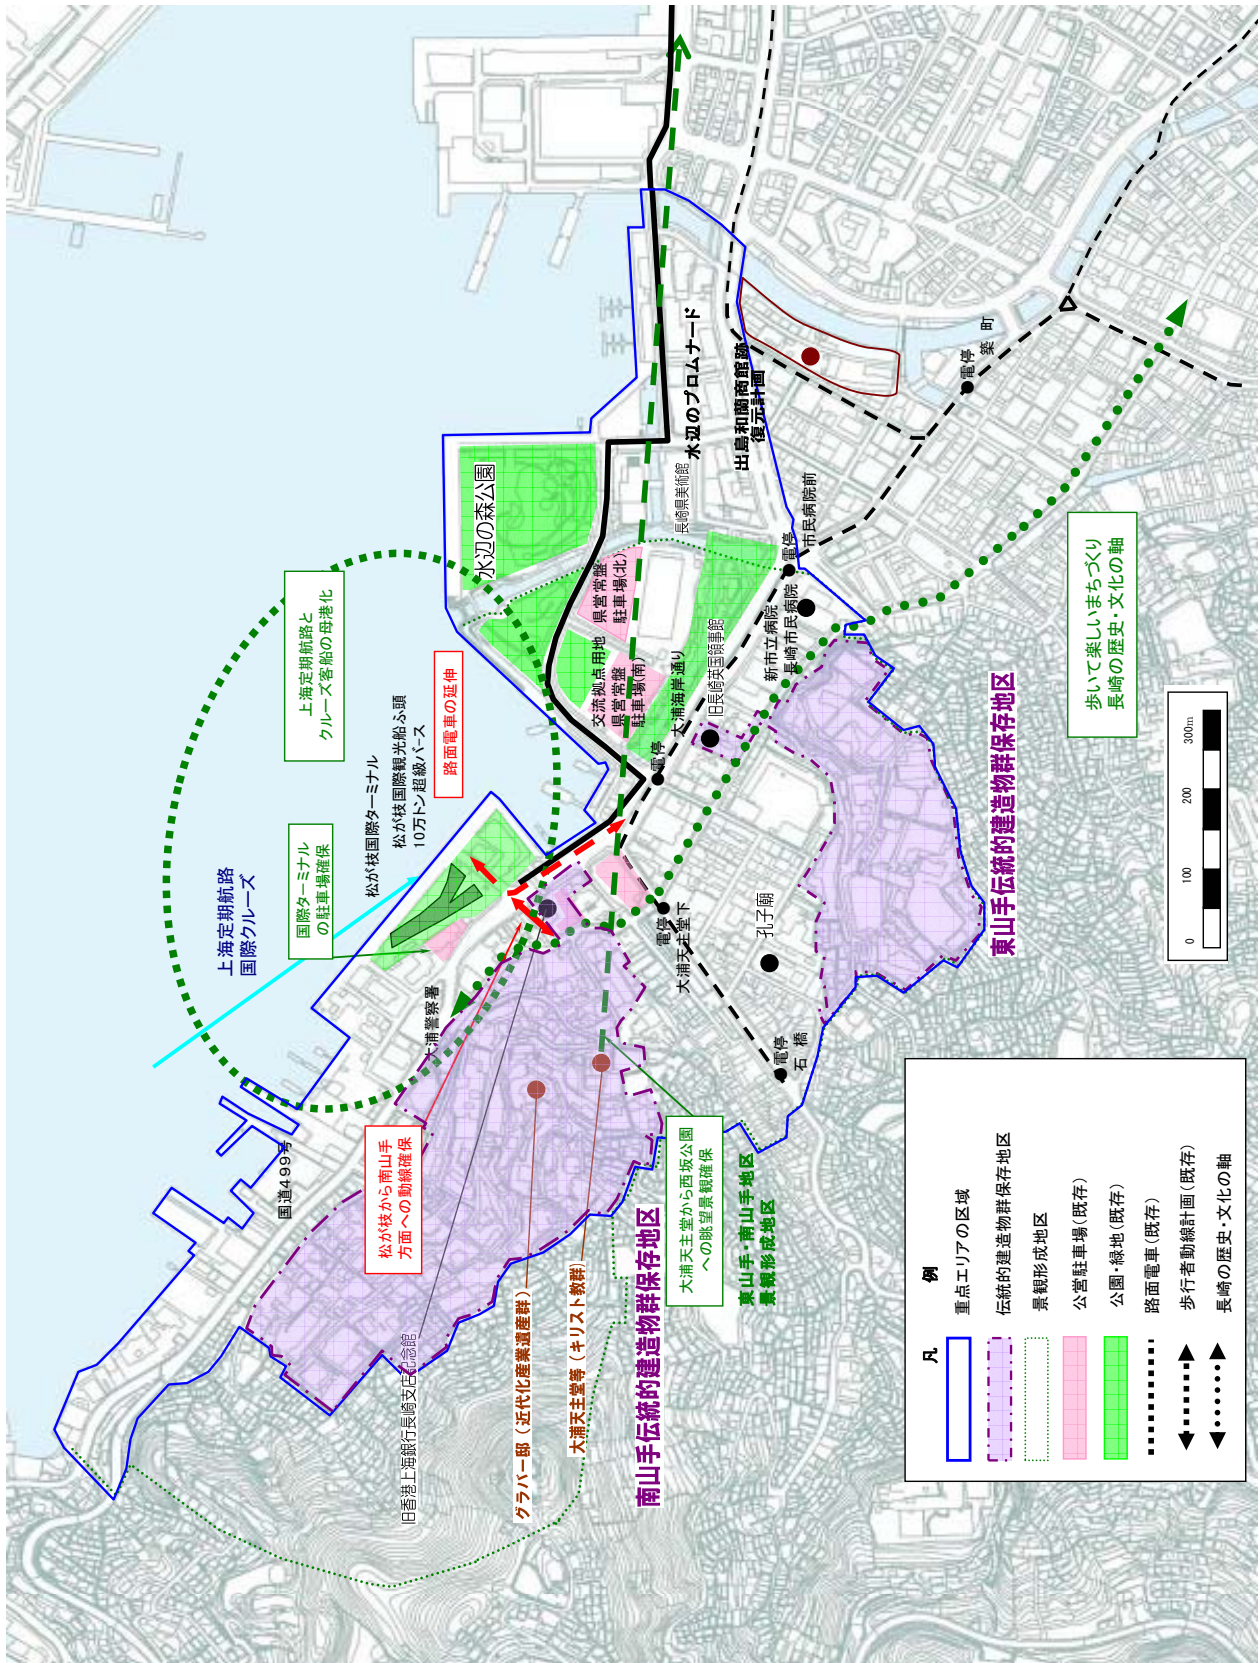 上海定期航路と
クルーズ客船の母港化
路面電車の延伸
松が枝国際ターミナル
松が枝国際観光船ふ頭
10万トン超級バース
国際ターミナル
の駐車場確保
上海定期航路
国際クルーズ
水辺の森公園
水辺のプロムナード
長崎県美術館
出島和蘭商館跡
復元計画
県営常盤
駐車場(北)
交流拠点用地
県営常盤
駐車場(南)
大浦海岸通り
電停
旧長崎英国領事館
新市立病院
長崎市民病院
電停
市民病院前
電停
築町
歩いて楽しいまちづくり
長崎の歴史・文化の軸
東山手伝統的建造物群保存地区
孔子廟
電停
大浦天主堂下
電停
石橋
大浦警察署
国道499号
松が枝から南山手
方面への動線確保
大浦天主堂から西坂公園
への眺望景観確保
東山手・南山手地区
景観形成地区
旧香港上海銀行長崎支店記念館
グラバー邸（近代化産業遺産群）
大浦天主堂等（キリスト教群）
南山手伝統的建造物群保存地区
0 100 200 300m
凡例
重点エリアの区域
伝統的建造物群保存地区
景観形成地区
公営駐車場(既存)
公園・緑地(既存)
路面電車(既存)
歩行者動線計画(既存)
長崎の歴史・文化の軸